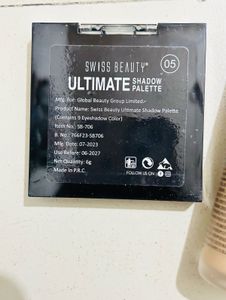 SWISS BEAUTY®
05
ULTIMATE SHADOW PALETTE
Mfg. For: Global Beauty Group Limited.-
Product Name: Swiss Beauty Ultimate Shadow Palette
(Contains 9 Eyeshadow Color)
Item No: SB-706
B. No.: 766F23-SB706
Mfg. Date: 07-2023
Use Before: 06-2027
Net Quantity: 6g
Made in P.R.C.
FOLLOW US ON